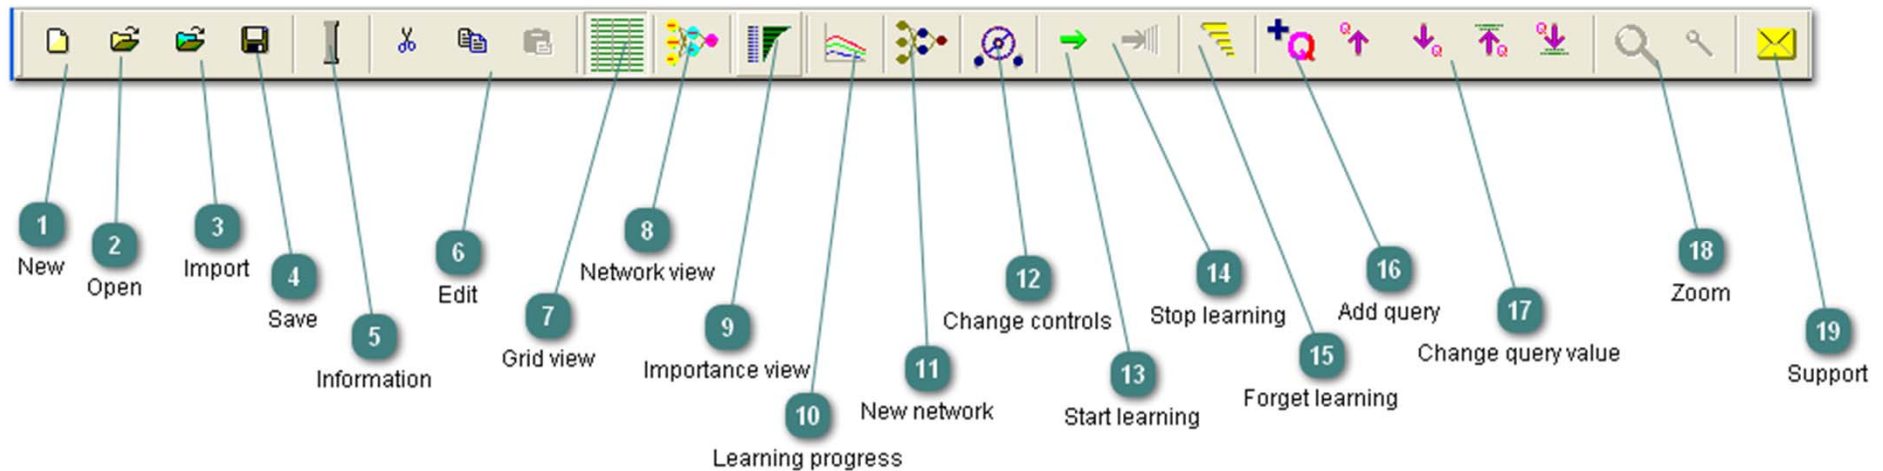 1
New
2
Open
3
Import
4
Save
5
Information
6
Edit
7
Grid view
8
Network view
9
Importance view
10
Learning progress
11
New network
12
Change controls
13
Start learning
14
Stop learning
15
Forget learning
16
Add query
17
Change query value
18
Zoom
19
Support
Q
Q
Q
Q
Q